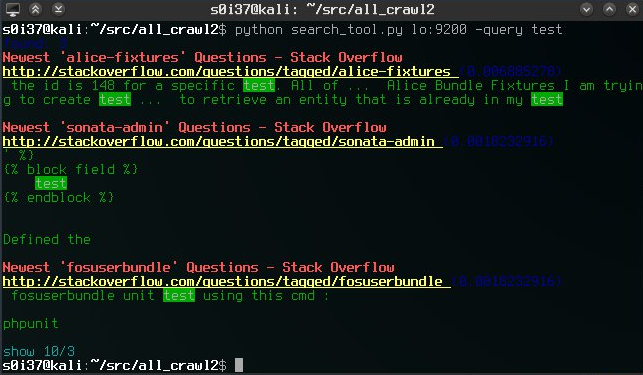 s0i37@kali: ~/src/all_crawl2
s0i37@kali:~/src/all_crawl2$ python search_tool.py lo:9200 -query test
Newest 'alice-fixtures' Questions - Stack Overflow
http://stackoverflow.com/questions/tagged/alice-fixtures (0.006885270)
 the id is 148 for a specific test. All of ...  Alice Bundle Fixtures I am tryin
g to create test ...  to retrieve an entity that is already in my test
Newest 'sonata-admin' Questions - Stack Overflow
http://stackoverflow.com/questions/tagged/sonata-admin (0.0018232916)
' %}
{% block field %}
    test
{% endblock %}
Defined the
Newest 'fosuserbundle' Questions - Stack Overflow
http://stackoverflow.com/questions/tagged/fosuserbundle (0.0018232916)
 fosuserbundle unit test using this cmd :
phpunit
show 10/3
s0i37@kali:~/src/all_crawl2$